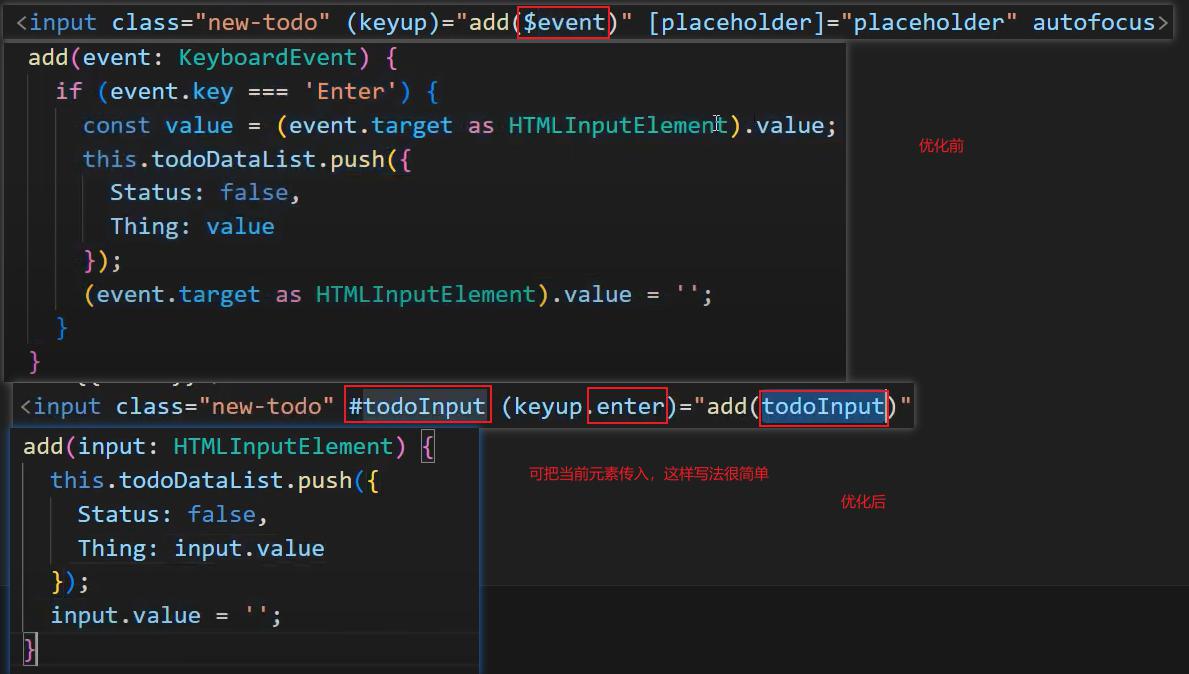 <input class="new-todo" (keyup)="add($event)" [placeholder]="placeholder" autofocus>
add(event: KeyboardEvent) {
if (event.key === 'Enter') {
const value = (event.target as HTMLInputElement).value;
优化前
this.todoDataList.push({
Status: false,
Thing: value
});
(event.target as HTMLInputElement).value = '';
}
}
<input class="new-todo" #todoInput (keyup.enter)="add(todoInput)"
add(input: HTMLInputElement) {
this.todoDataList.push({
可把当前元素传入，这样写法很简单
优化后
Status: false,
Thing: input.value
});
input.value = '';
}